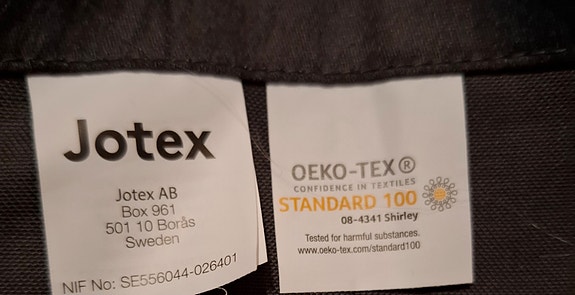 Jotex
Jotex AB
Box 961
501 10 Borås
Sweden
NIF No: SE556044-026401
OEKO-TEX®
CONFIDENCE IN TEXTILES
STANDARD 100
08-4341 Shirley
Tested for harmful substances.
www.oeko-tex.com/standard100